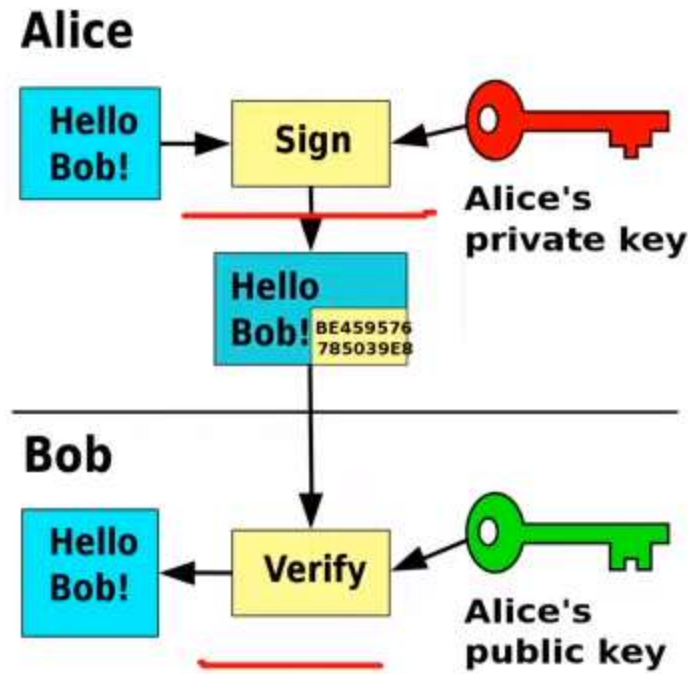 Alice
Hello
Bob!
Sign
Alice's
private key
Hello
Bob!
BE459576
785039E8
Bob
Hello
Bob!
Verify
Alice's
public key